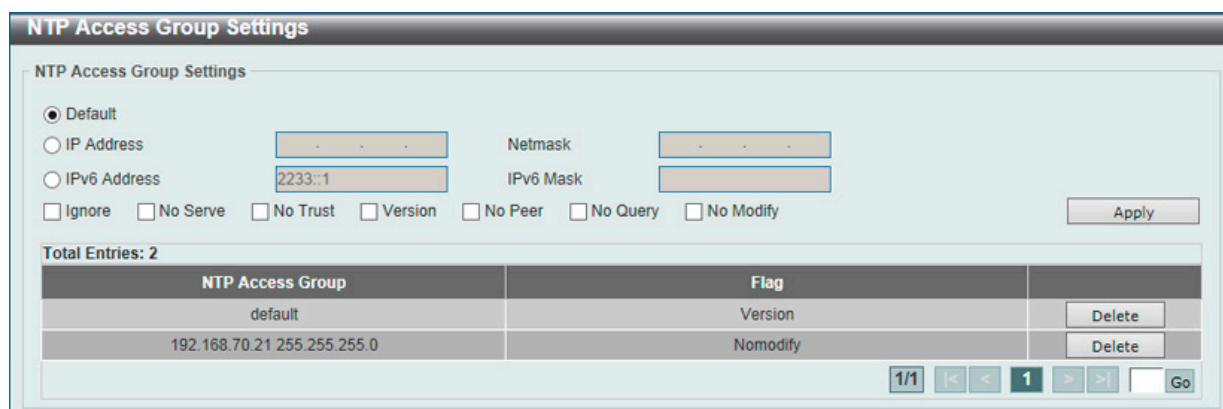 NTP Access Group Settings
NTP Access Group Settings
Default
IP Address . . . Netmask . . .
IPv6 Address 2233::1 IPv6 Mask
Ignore No Serve No Trust Version No Peer No Query No Modify Apply
Total Entries: 2
NTP Access Group Flag
default Version Delete
192.168.70.21 255.255.255.0 Nomodify Delete
1/1 |< < 1 > >| Go